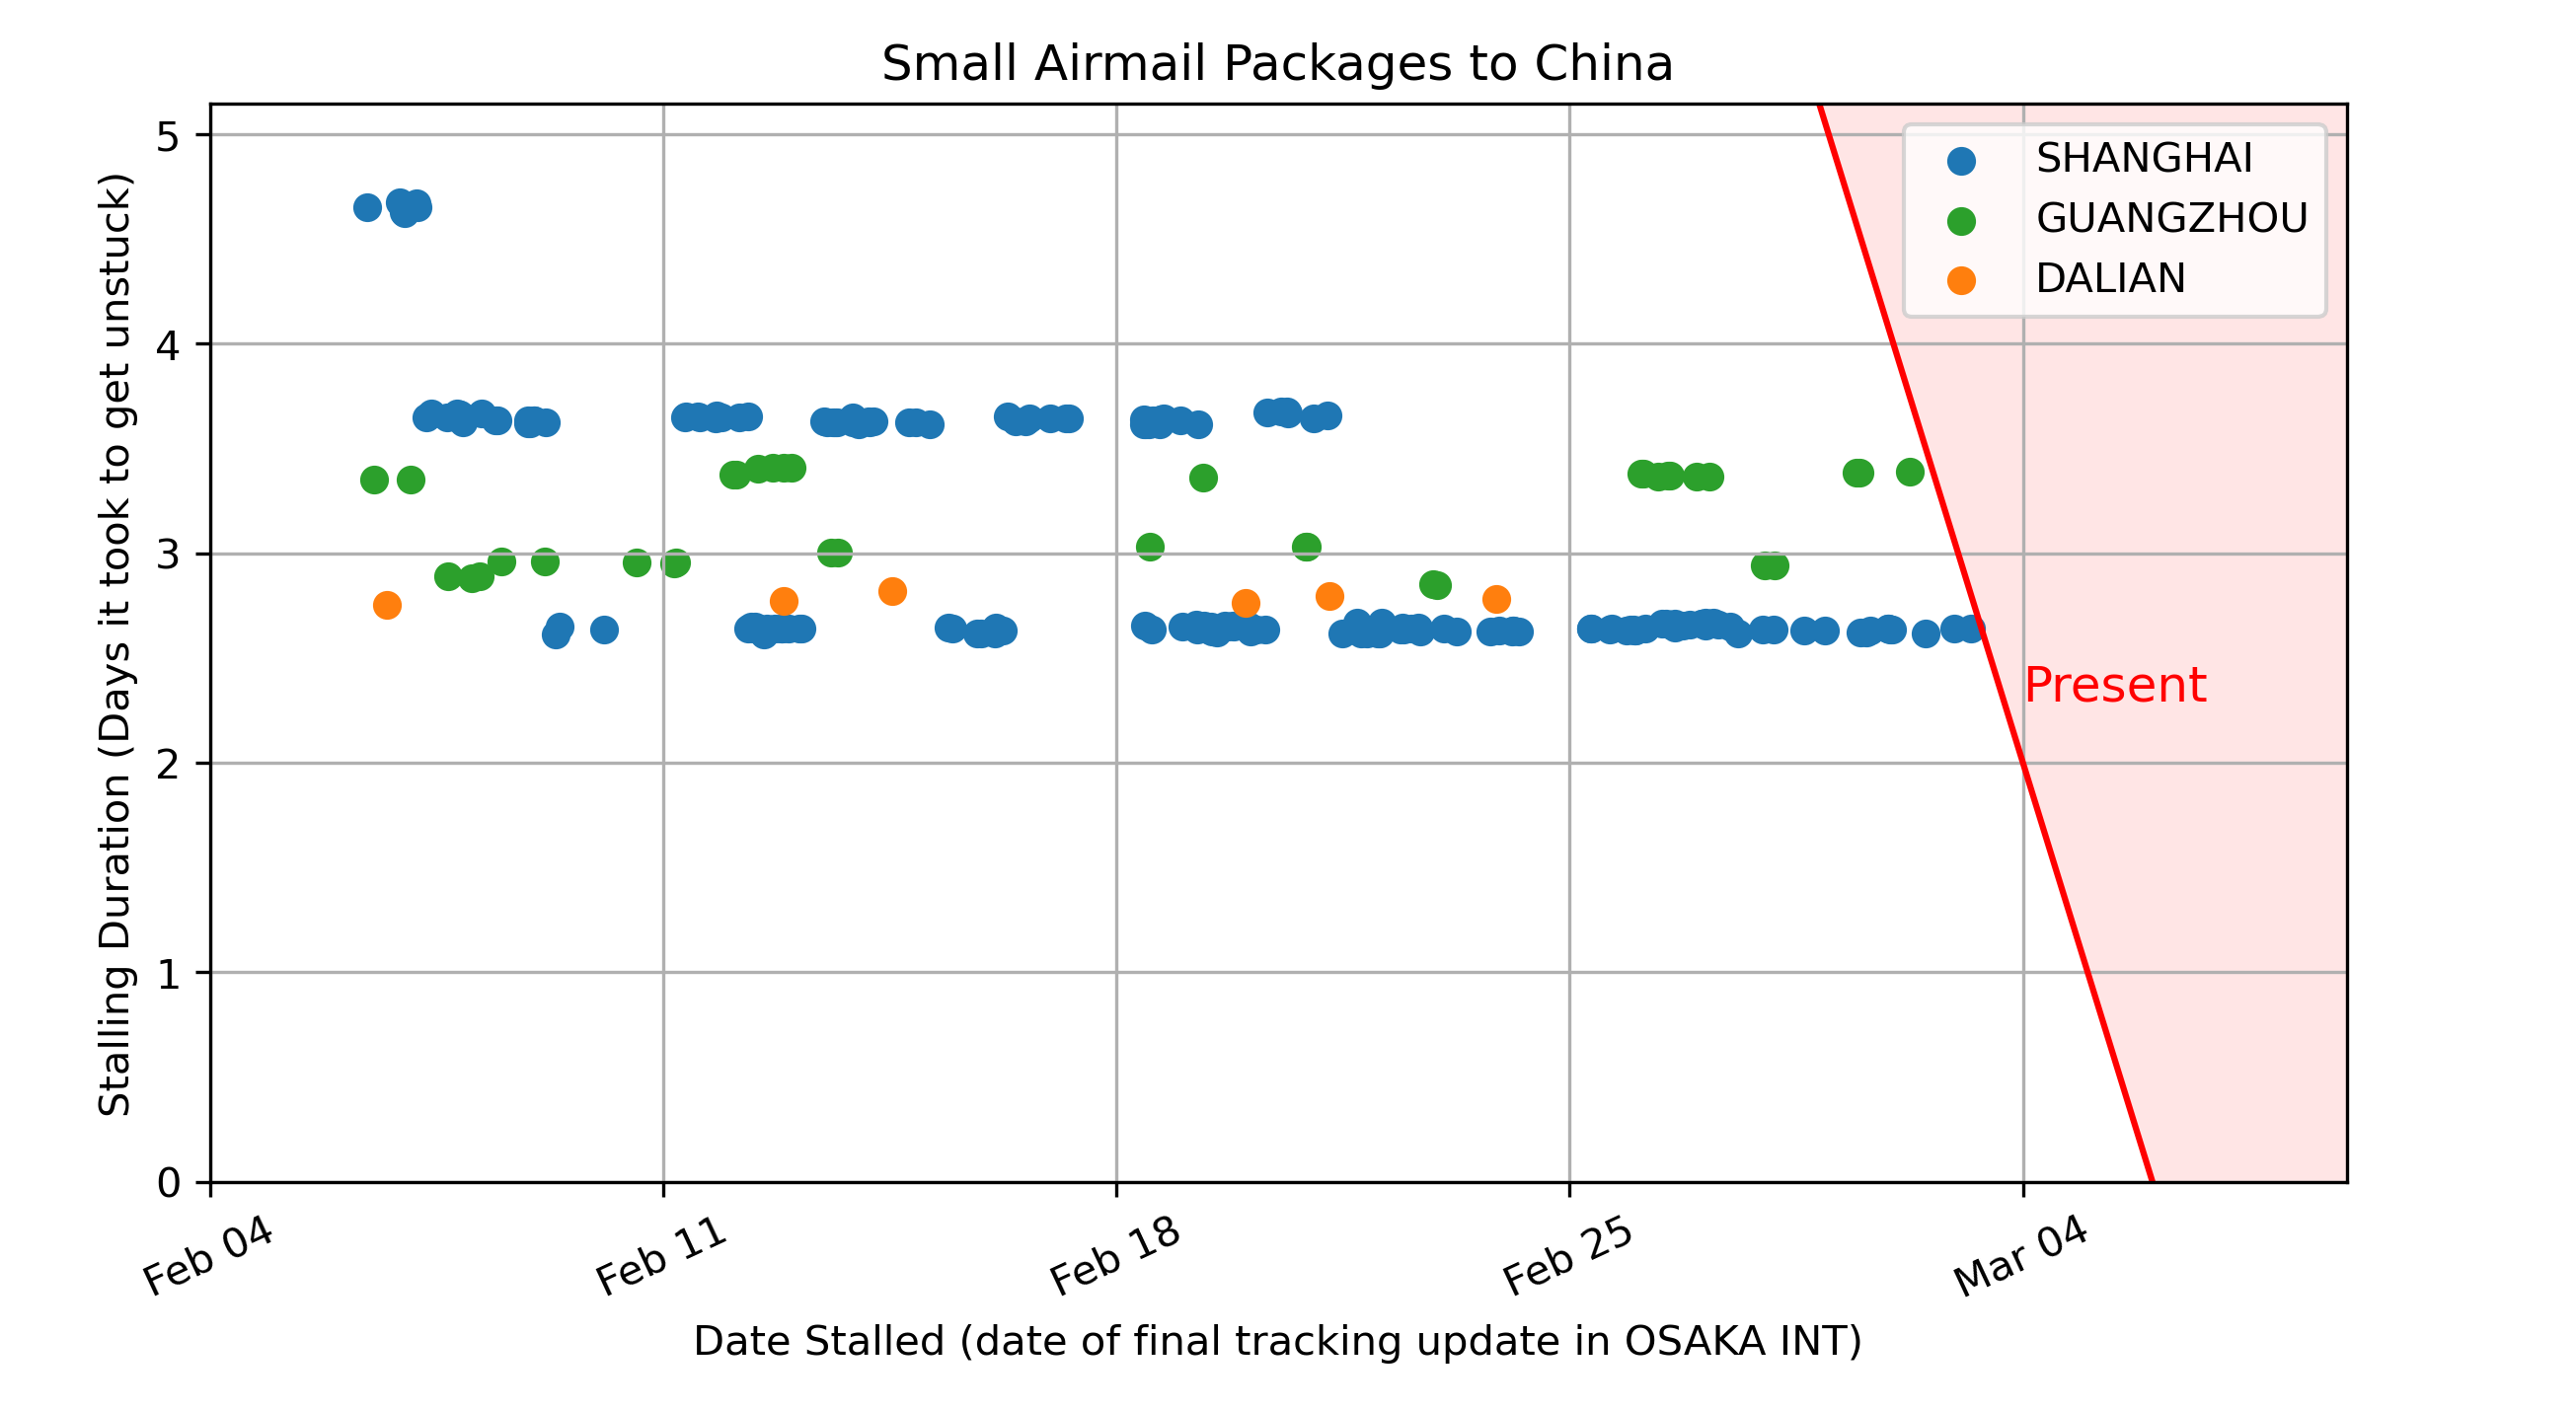 Small Airmail Packages to China
Stalling Duration (Days it took to get unstuck)
5
4
3
2
1
0
SHANGHAI
GUANGZHOU
DALIAN
Present
Feb 04
Feb 11
Feb 18
Feb 25
Mar 04
Date Stalled (date of final tracking update in OSAKA INT)